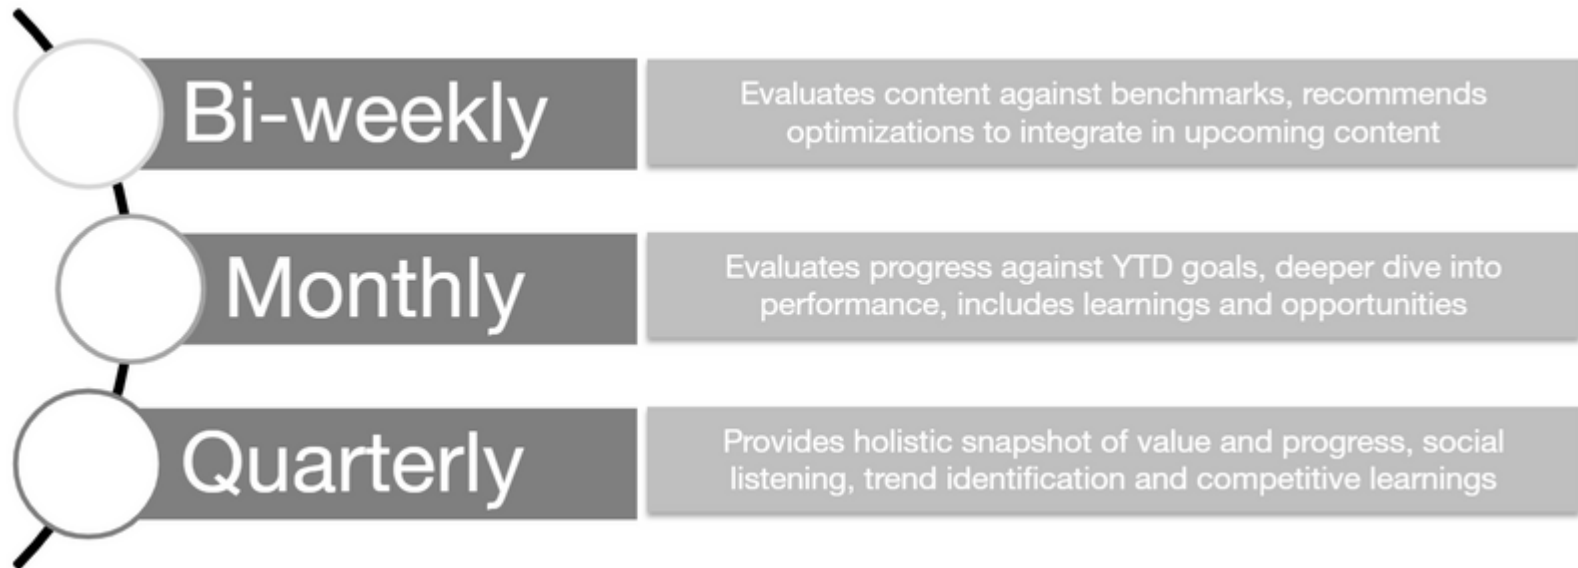 Bi-weekly
Evaluates content against benchmarks, recommends
optimizations to integrate in upcoming content
Monthly
Evaluates progress against YTD goals, deeper dive into
performance, includes learnings and opportunities
Quarterly
Provides holistic snapshot of value and progress, social
listening, trend identification and competitive learnings